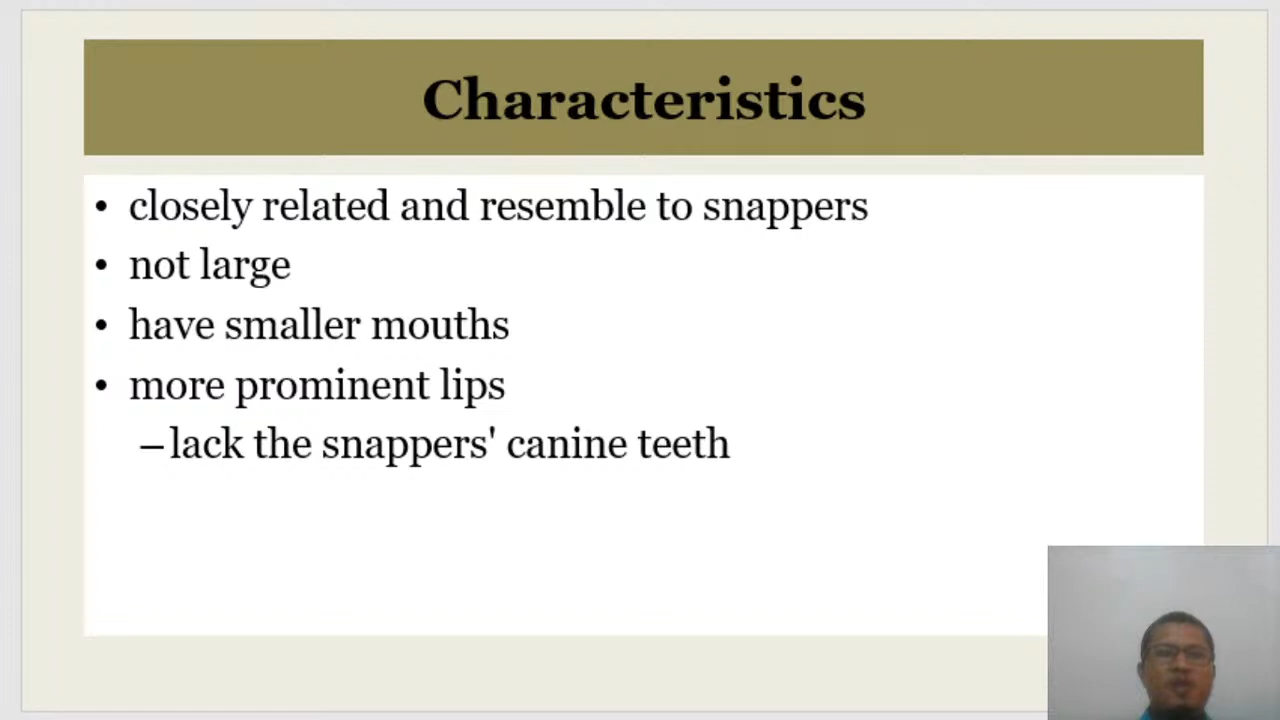 Characteristics
• closely related and resemble to snappers
• not large
• have smaller mouths
• more prominent lips
– lack the snappers' canine teeth